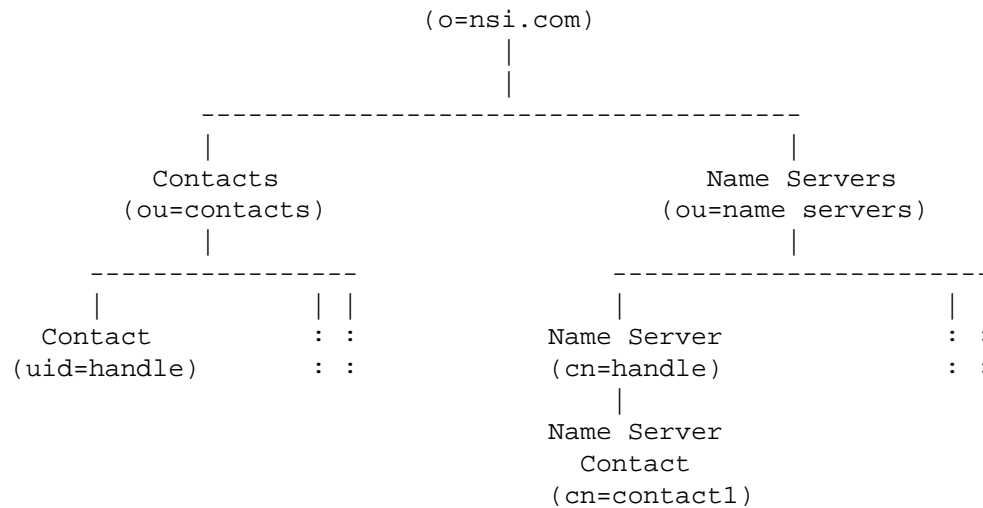 (o=nsi.com)
|
|
--------------------------------------
| |
Contacts Name Servers
(ou=contacts) (ou=name servers)
| |
----------------- ------------------------
| | | | |
Contact : : Name Server : :
(uid=handle) : : (cn=handle) : :
|
Name Server
Contact
(cn=contact1)